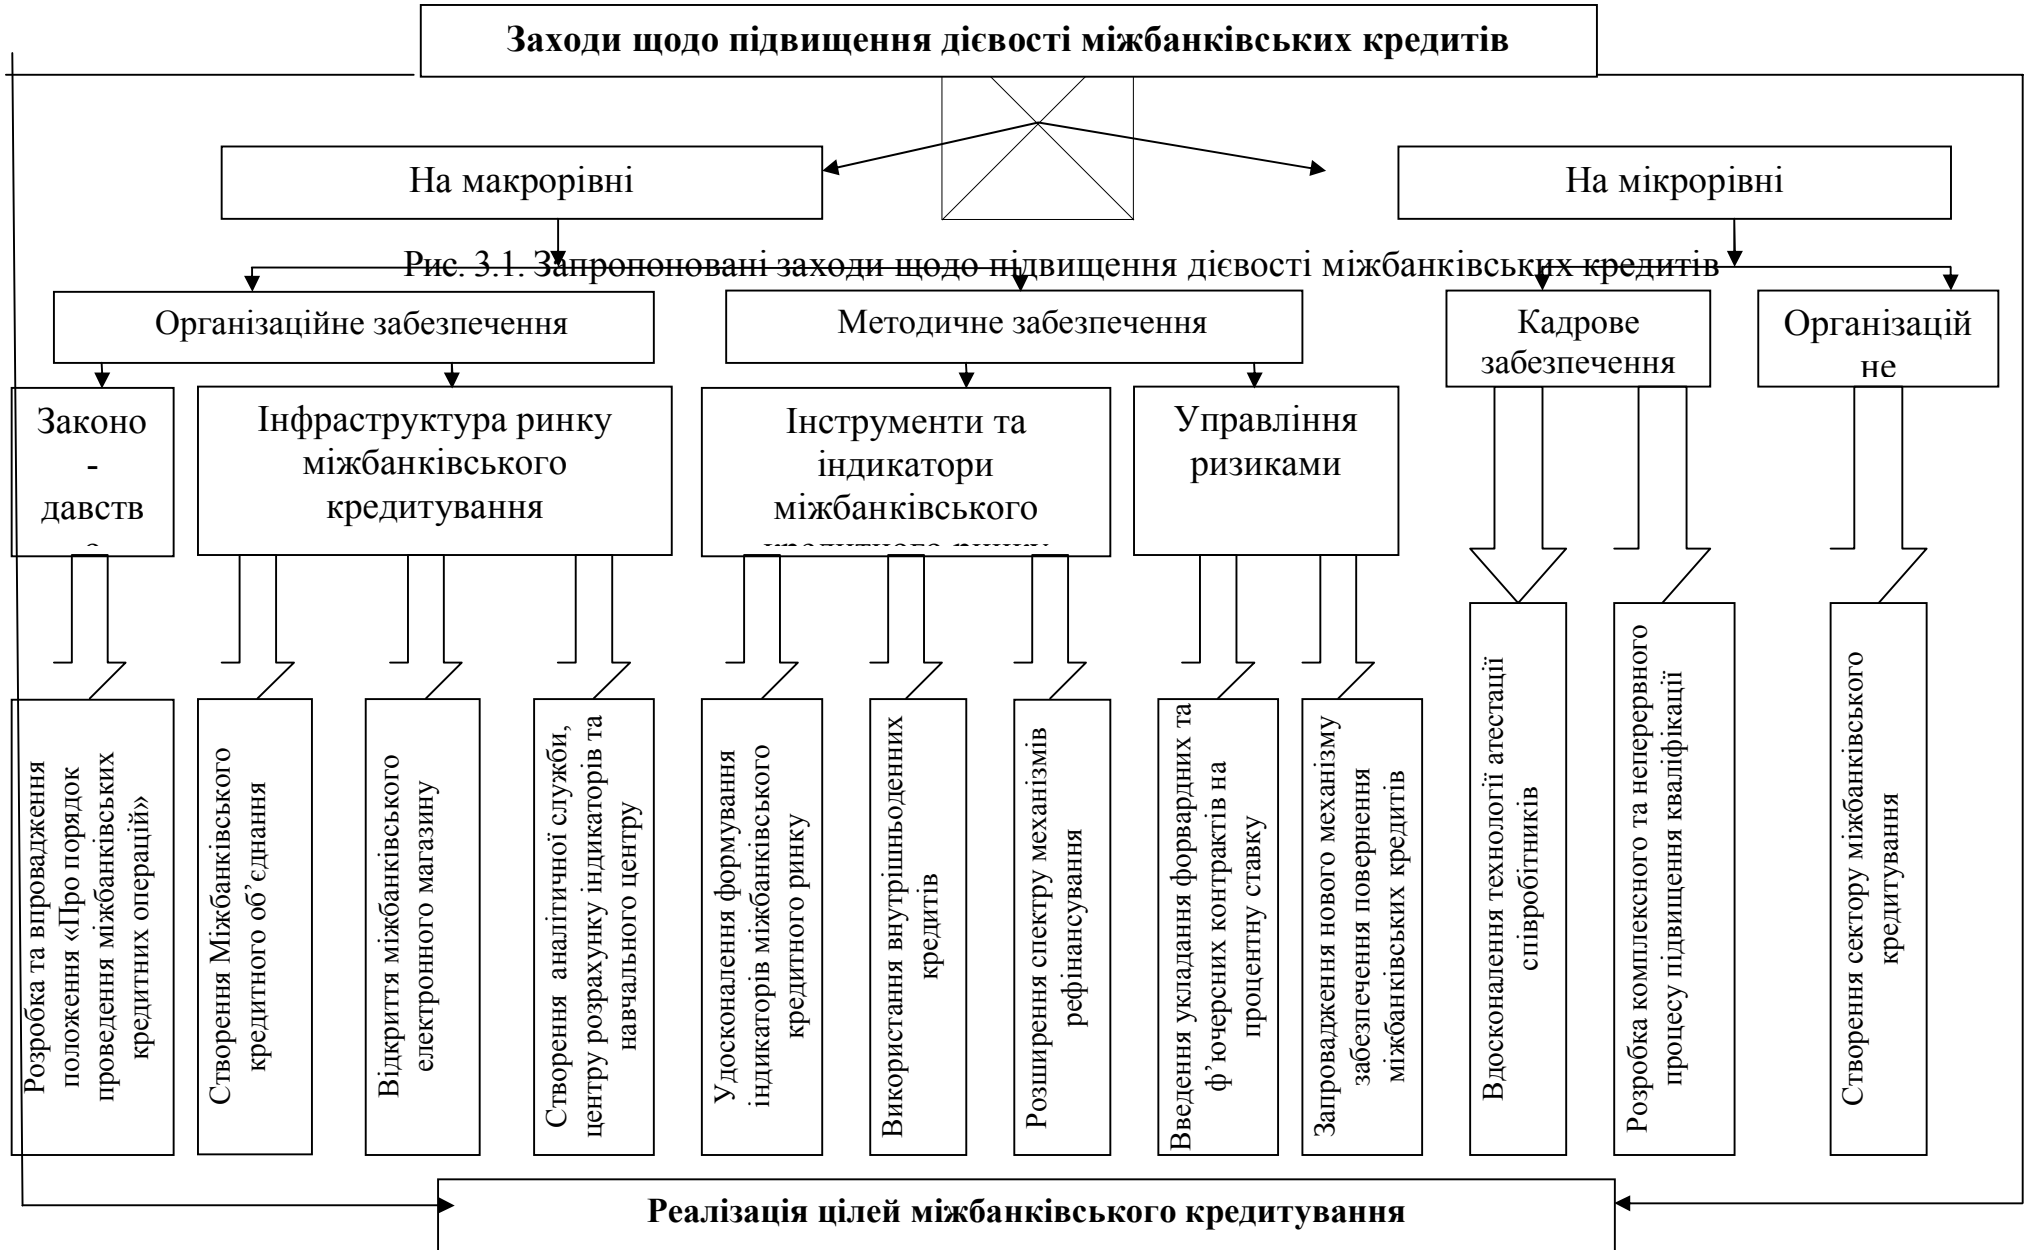 Заходи щодо підвищення дієвості міжбанківських кредитів
На макрорівні
На мікрорівні
Рис. 3.1. Запропоновані заходи щодо підвищення дієвості міжбанківських кредитів
Організаційне забезпечення
Методичне забезпечення
Кадрове
забезпечення
Організацій
не
Законо
-
давств
Інфраструктура ринку
міжбанківського
кредитування
Інструменти та
індикатори
міжбанківського
кредитного ринку
Управління
ризиками
Розробка та впровадження
положення «Про порядок
проведення міжбанківських
кредитних операцій»
Створення Міжбанківського
кредитного об’єднання
Відкриття міжбанківського
електронного магазину
Створення аналітичної служби,
центру розрахунку індикаторів та
навчального центру
Удосконалення формування
індикаторів міжбанківського
кредитного ринку
Використання внутрішньоденних
кредитів
Розширення спектру механізмів
рефінансування
Введення укладання форвардних та
ф’ючерсних контрактів на
процентну ставку
Запровадження нового механізму
забезпечення повернення
міжбанківських кредитів
Вдосконалення технології атестації
співробітників
Розробка комплексного та неперервного
процесу підвищення кваліфікації
Створення сектору міжбанківського
кредитування
Реалізація цілей міжбанківського кредитування